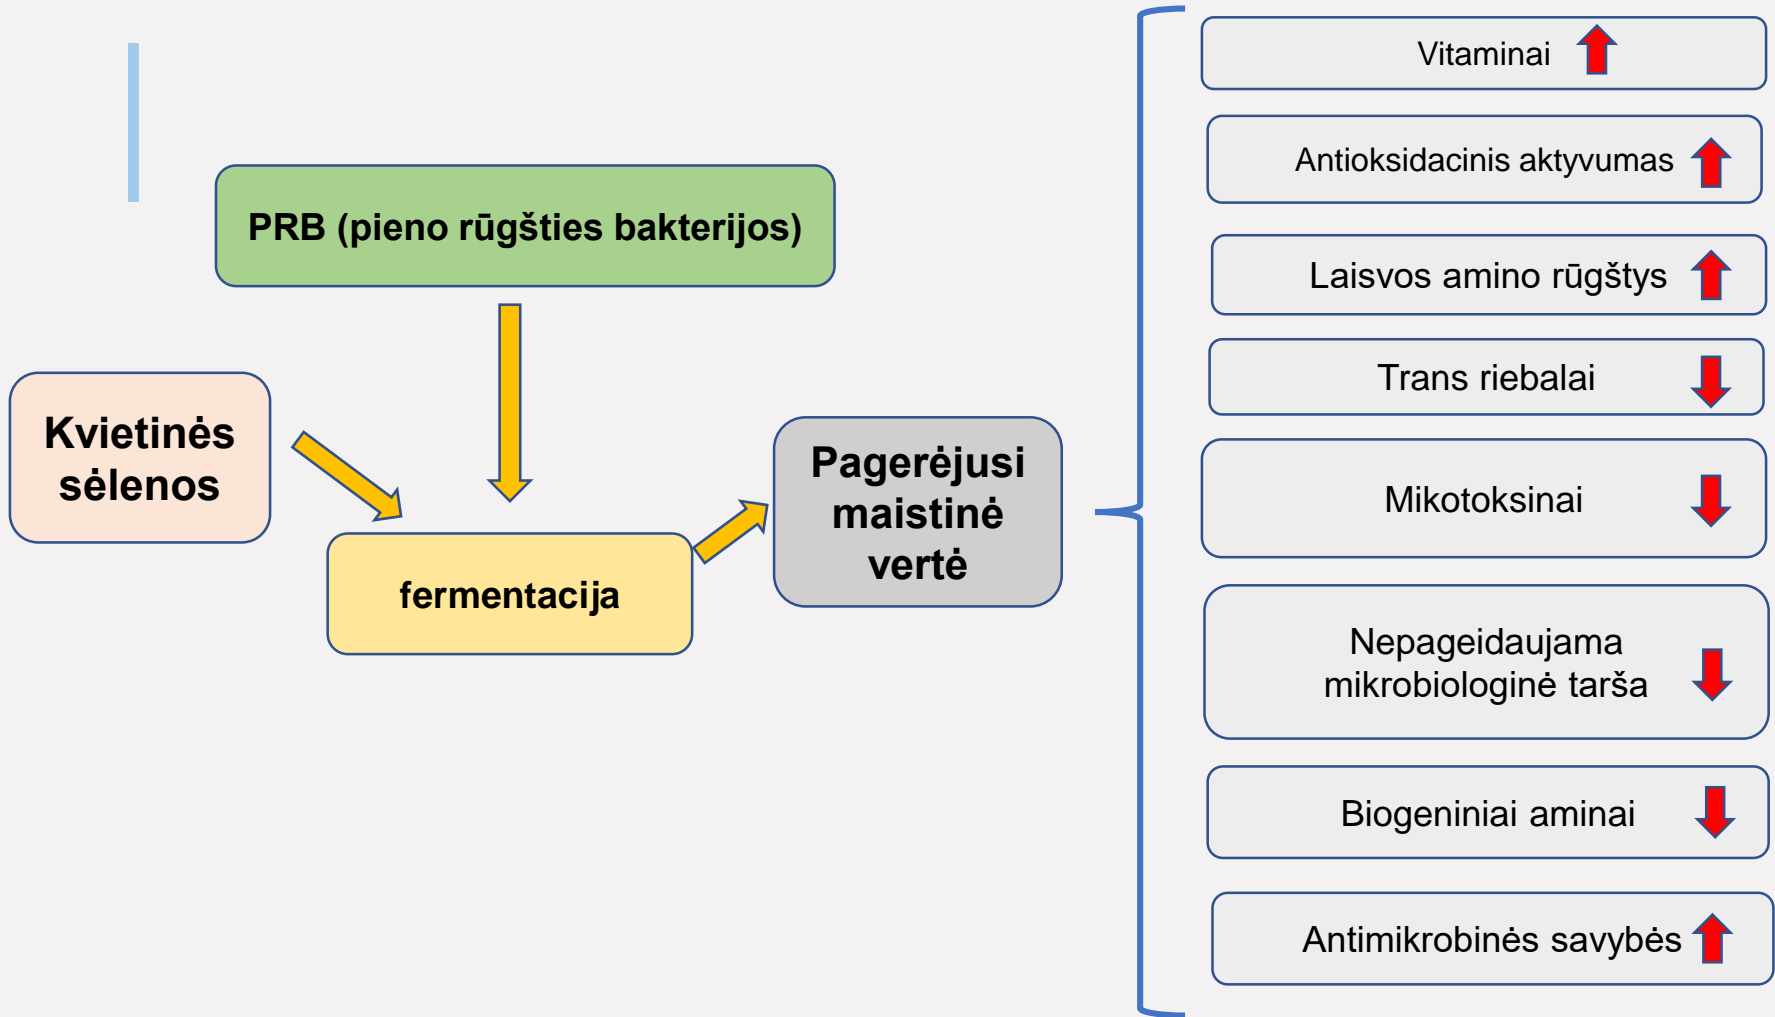 PRB (pieno rūgšties bakterijos)
Kvietinės
sėlenos
fermentacija
Pagerėjusi
maistinė
vertė
Vitaminai
Antioksidacinis aktyvumas
Laisvos amino rūgštys
Trans riebalai
Mikotoksinai
Nepageidaujama
mikrobiologinė tarša
Biogeniniai aminai
Antimikrobinės savybės